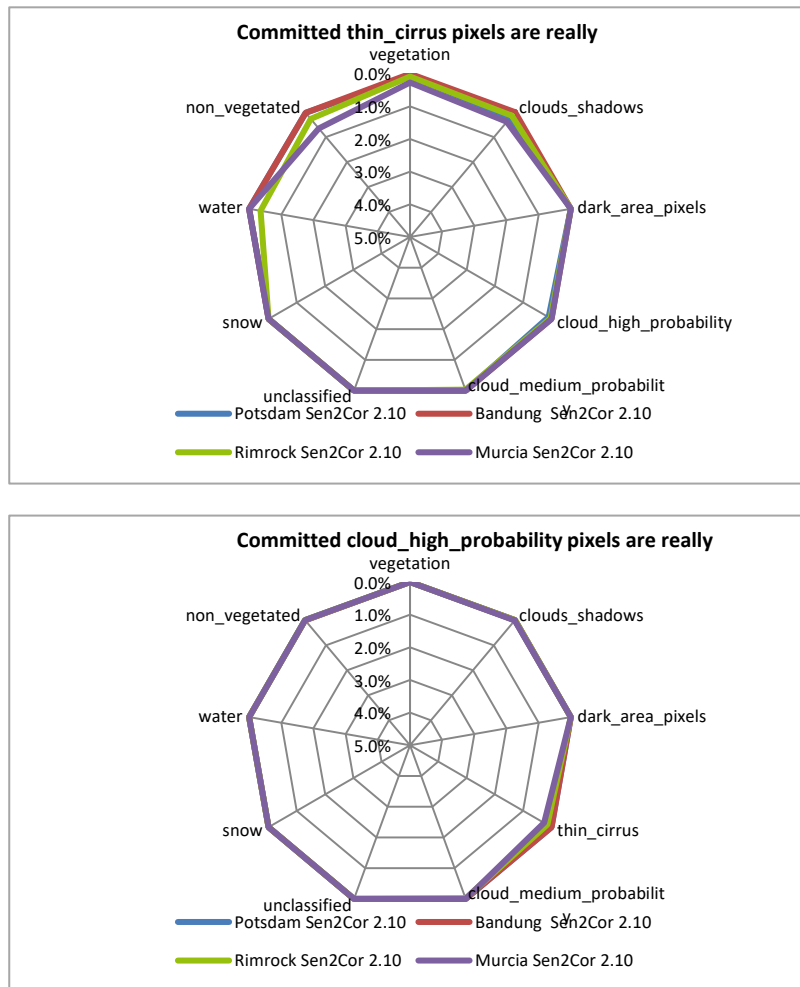 Committed thin_cirrus pixels are really
vegetation
0.0%
non_vegetated
clouds_shadows
1.0%
2.0%
3.0%
water
dark_area_pixels
4.0%
5.0%
snow
cloud_high_probability
unclassified
cloud_medium_probabilit
y
Potsdam Sen2Cor 2.10
Bandung Sen2Cor 2.10
Rimrock Sen2Cor 2.10
Murcia Sen2Cor 2.10
Committed cloud_high_probability pixels are really
vegetation
0.0%
non_vegetated
clouds_shadows
1.0%
2.0%
3.0%
water
dark_area_pixels
4.0%
5.0%
snow
thin_cirrus
unclassified
cloud_medium_probabilit
y
Potsdam Sen2Cor 2.10
Bandung Sen2Cor 2.10
Rimrock Sen2Cor 2.10
Murcia Sen2Cor 2.10